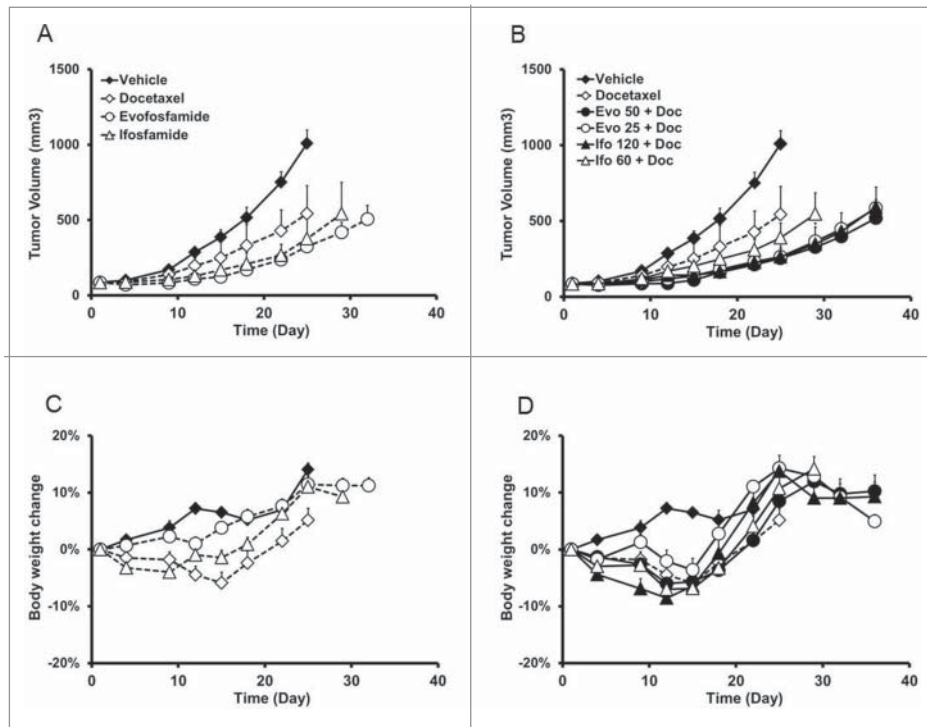 A
1500
1000
500
0
Tumor Volume (mm3)
Vehicle
Docetaxel
Evofosfamide
Ifosfamide
0 10 20 30 40
Time (Day)
B
1500
1000
500
0
Tumor Volume (mm3)
Vehicle
Docetaxel
Evo 50 + Doc
Evo 25 + Doc
Ifo 120 + Doc
Ifo 60 + Doc
0 10 20 30 40
Time (Day)
C
20%
10%
0%
-10%
-20%
Body weight change
0 10 20 30 40
Time (Day)
D
20%
10%
0%
-10%
-20%
Body weight change
0 10 20 30 40
Time (Day)